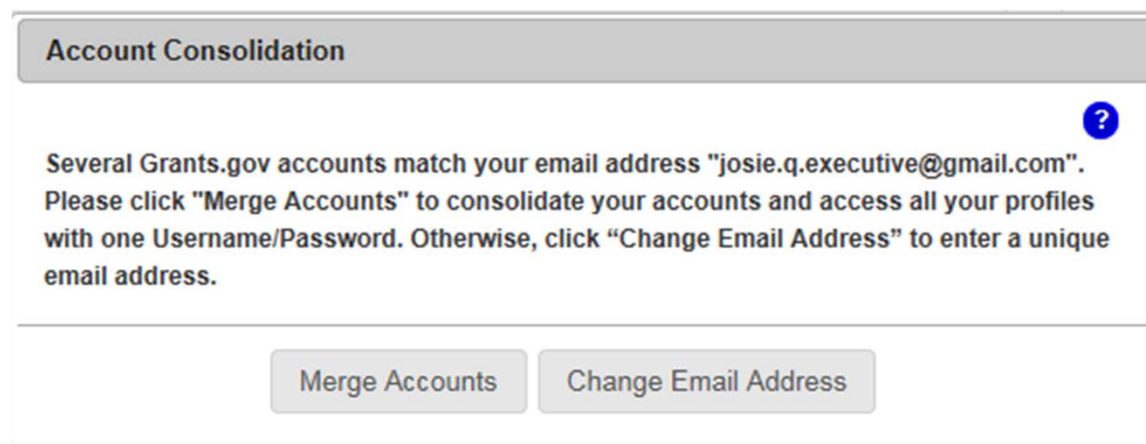 Account Consolidation
?
Several Grants.gov accounts match your email address "josie.q.executive@gmail.com".
Please click "Merge Accounts" to consolidate your accounts and access all your profiles
with one Username/Password. Otherwise, click “Change Email Address” to enter a unique
email address.
Merge Accounts Change Email Address